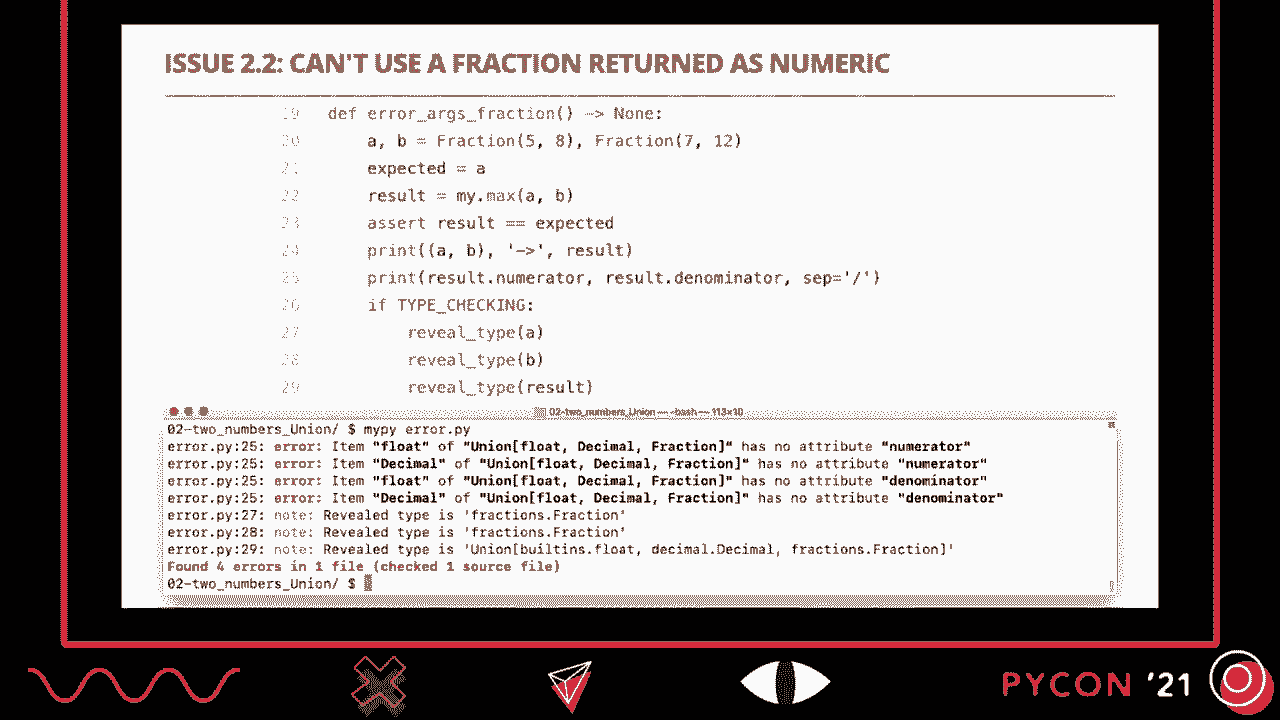 ISSUE 2.2: CAN'T USE A FRACTION RETURNED AS NUMERIC
19 def error_args_fraction() -> None:
20 a, b = Fraction(5, 8), Fraction(7, 12)
21 expected = a
22 result = my.max(a, b)
23 assert result == expected
24 print((a, b), '->', result)
25 print(result.numerator, result.denominator, sep='/')
26 if TYPE_CHECKING:
27 reveal_type(a)
28 reveal_type(b)
29 reveal_type(result)
02-two_numbers_Union — -bash — 113×10
02-two_numbers_Union/ $ mypy error.py
error.py:25: error: Item "float" of "Union[float, Decimal, Fraction]" has no attribute "numerator"
error.py:25: error: Item "Decimal" of "Union[float, Decimal, Fraction]" has no attribute "numerator"
error.py:25: error: Item "float" of "Union[float, Decimal, Fraction]" has no attribute "denominator"
error.py:25: error: Item "Decimal" of "Union[float, Decimal, Fraction]" has no attribute "denominator"
error.py:27: note: Revealed type is 'fractions.Fraction'
error.py:28: note: Revealed type is 'fractions.Fraction'
error.py:29: note: Revealed type is 'Union[builtins.float, decimal.Decimal, fractions.Fraction]'
Found 4 errors in 1 file (checked 1 source file)
02-two_numbers_Union/ $
PYCON '21